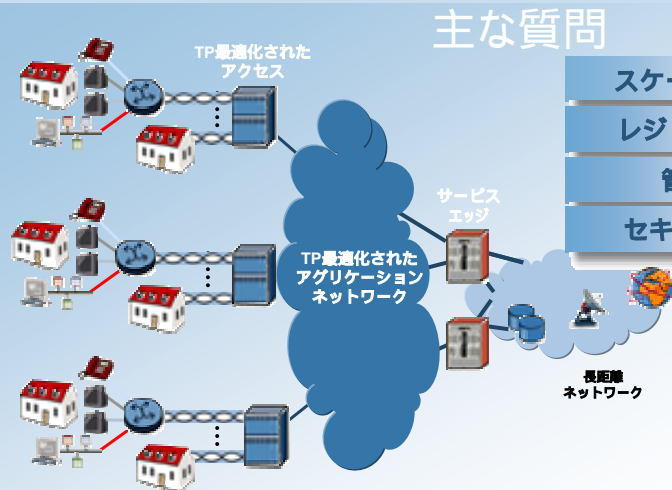 主な質問
TP最適化された
アクセス
スケー
レジ
管
セキ
サービス
エッジ
TP最適化された
アグリゲーション
ネットワーク
長距離
ネットワーク